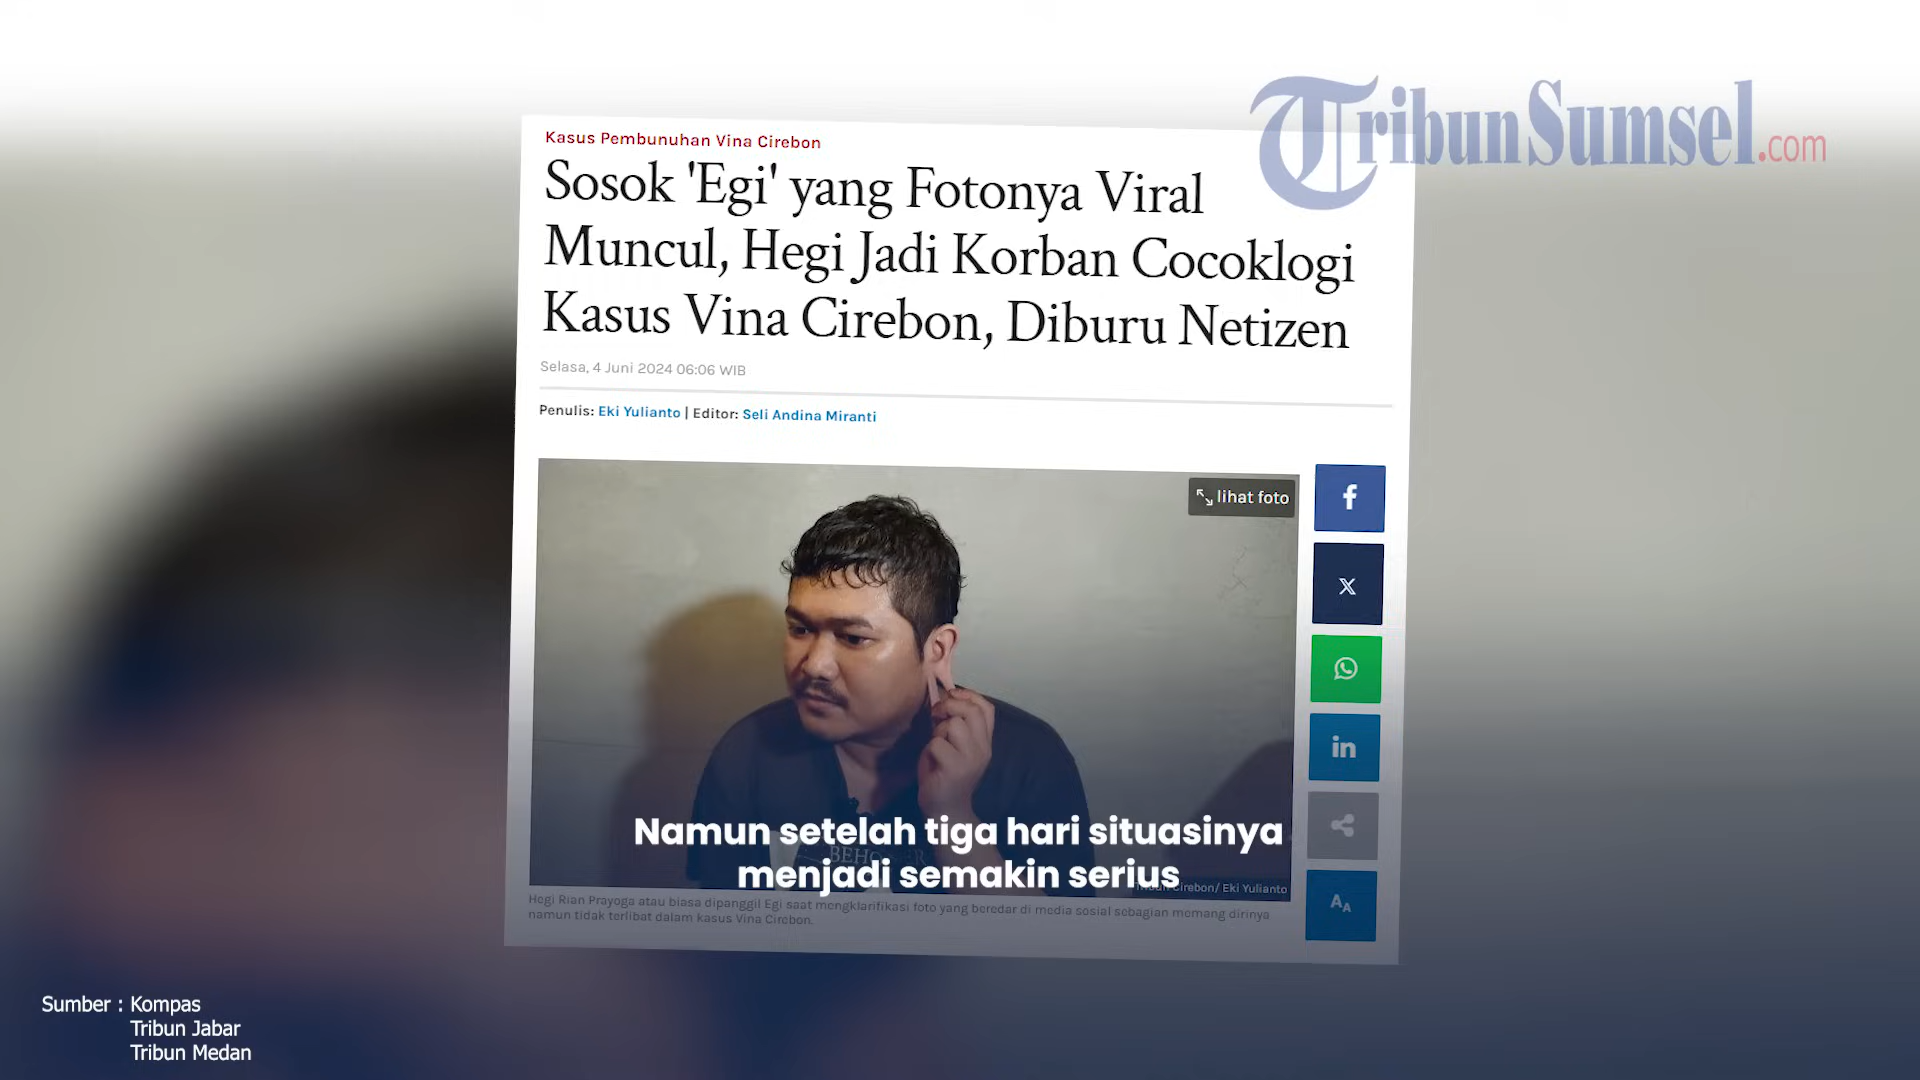 TribunSumsel.com
Kasus Pembunuhan Vina Cirebon
Sosok 'Egi' yang Fotonya Viral
Muncul, Hegi Jadi Korban Cocoklogi
Kasus Vina Cirebon, Diburu Netizen
Selasa, 4 Juni 2024 06:06 WIB
Penulis: Eki Yulianto | Editor: Seli Andina Miranti
lihat foto
Namun setelah tiga hari situasinya
menjadi semakin serius
Cirebon/ Eki Yulianto
Hegi Rian Prayoga atau biasa dipanggil Egi saat mengklarifikasi foto yang beredar di media sosial sebagian memang dirinya
namun tidak terlibat dalam kasus Vina Cirebon.
Sumber : Kompas
Tribun Jabar
Tribun Medan